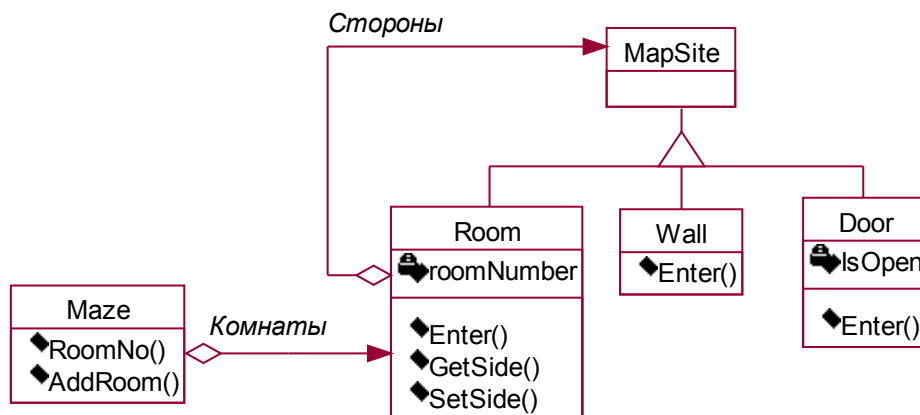 Стороны
MapSite
Room
roomNumber
Enter()
GetSide()
SetSide()
Wall
Enter()
Door
IsOpen
Enter()
Maze
RoomNo()
AddRoom()
Комнаты